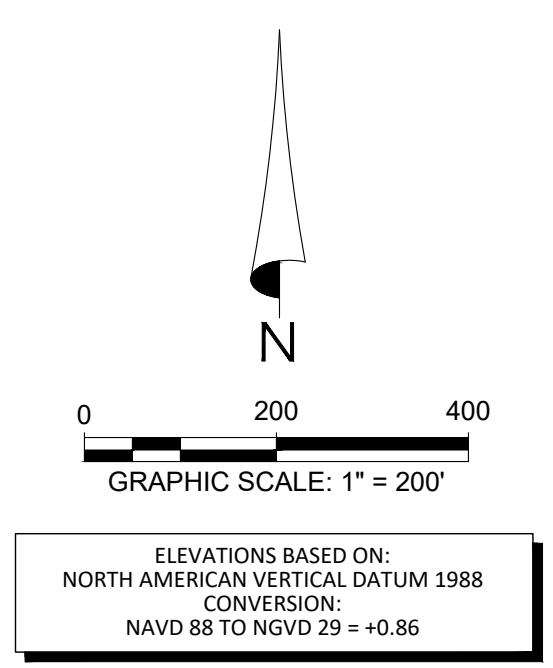 N
0 200 400
GRAPHIC SCALE: 1" = 200'
ELEVATIONS BASED ON:
NORTH AMERICAN VERTICAL DATUM 1988
CONVERSION:
NAVD 88 TO NGVD 29 = +0.86